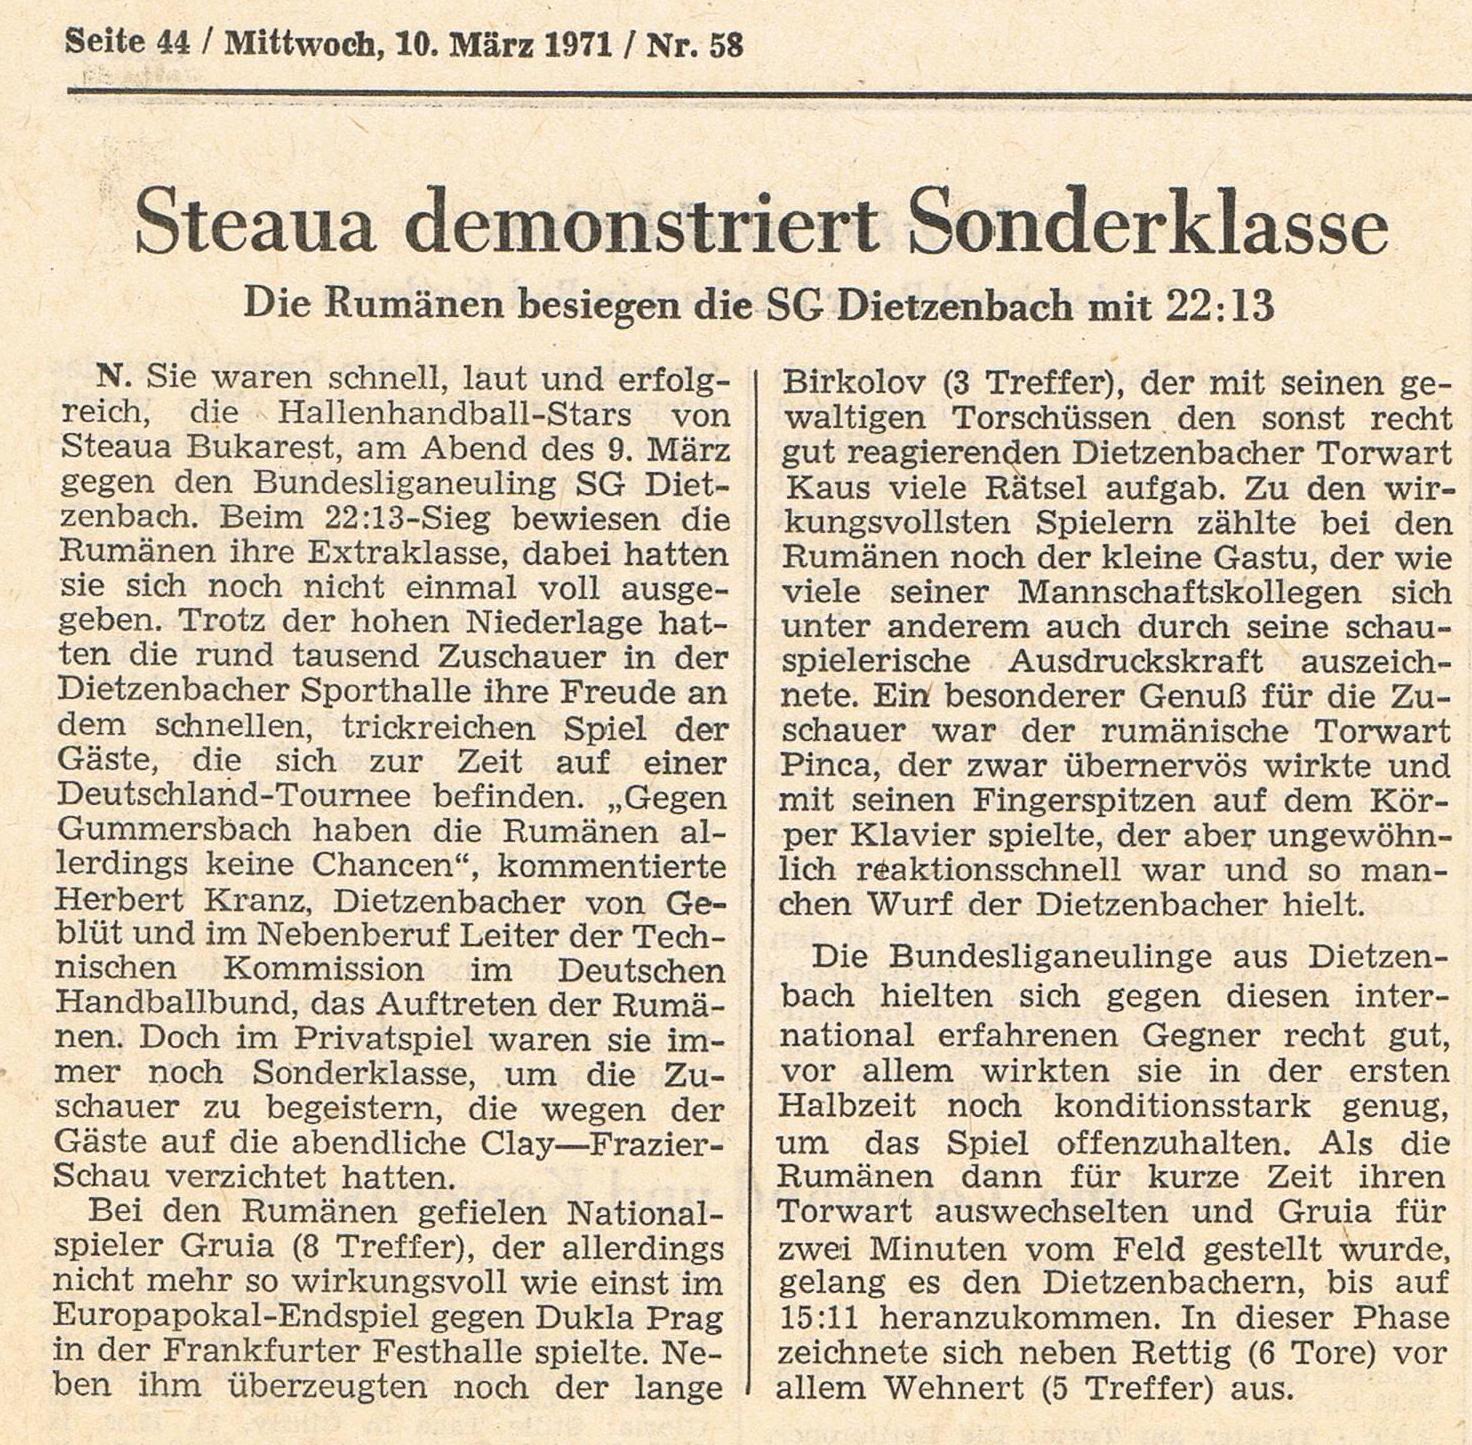 Seite 44 / Mittwoch, 10. März 1971 / Nr. 58
Steaua demonstriert Sonderklasse
Die Rumänen besiegen die SG Dietzenbach mit 22:13
N. Sie waren schnell, laut und erfolg-
reich, die Hallenhandball-Stars von
Steaua Bukarest, am Abend des 9. März
gegen den Bundesliganeuling SG Diet-
zenbach. Beim 22:13-Sieg bewiesen die
Rumänen ihre Extraklasse, dabei hatten
sie sich noch nicht einmal voll ausge-
geben. Trotz der hohen Niederlage hat-
ten die rund tausend Zuschauer in der
Dietzenbacher Sporthalle ihre Freude an
dem schnellen, trickreichen Spiel der
Gäste, die sich zur Zeit auf einer
Deutschland-Tournee befinden. „Gegen
Gummersbach haben die Rumänen al-
lerdings keine Chancen“, kommentierte
Herbert Kranz, Dietzenbacher von Ge-
blüt und im Nebenberuf Leiter der Tech-
nischen Kommission im Deutschen
Handballbund, das Auftreten der Rumä-
nen. Doch im Privatspiel waren sie im-
mer noch Sonderklasse, um die Zu-
schauer zu begeistern, die wegen der
Gäste auf die abendliche Clay—Frazier-
Schau verzichtet hatten.
Bei den Rumänen gefielen National-
spieler Gruia (8 Treffer), der allerdings
nicht mehr so wirkungsvoll wie einst im
Europapokal-Endspiel gegen Dukla Prag
in der Frankfurter Festhalle spielte. Ne-
ben ihm überzeugten noch der lange
Birkolov (3 Treffer), der mit seinen ge-
waltigen Torschüssen den sonst recht
gut reagierenden Dietzenbacher Torwart
Kaus viele Rätsel aufgab. Zu den wir-
kungsvollsten Spielern zählte bei den
Rumänen noch der kleine Gastu, der wie
viele seiner Mannschaftskollegen sich
unter anderem auch durch seine schau-
spielerische Ausdruckskraft auszeich-
nete. Ein besonderer Genuß für die Zu-
schauer war der rumänische Torwart
Pinca, der zwar übernervös wirkte und
mit seinen Fingerspitzen auf dem Kör-
per Klavier spielte, der aber ungewöhn-
lich reaktionsschnell war und so man-
chen Wurf der Dietzenbacher hielt.
Die Bundesliganeulinge aus Dietzen-
bach hielten sich gegen diesen inter-
national erfahrenen Gegner recht gut,
vor allem wirkten sie in der ersten
Halbzeit noch konditionsstark genug,
um das Spiel offenzuhalten. Als die
Rumänen dann für kurze Zeit ihren
Torwart auswechselten und Gruia für
zwei Minuten vom Feld gestellt wurde,
gelang es den Dietzenbachern, bis auf
15:11 heranzukommen. In dieser Phase
zeichnete sich neben Rettig (6 Tore) vor
allem Wehnert (5 Treffer) aus.